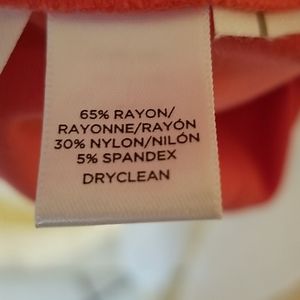 65% RAYON/
RAYONNE/RAYÓN
30% NYLON/NILÓN
5% SPANDEX
DRYCLEAN